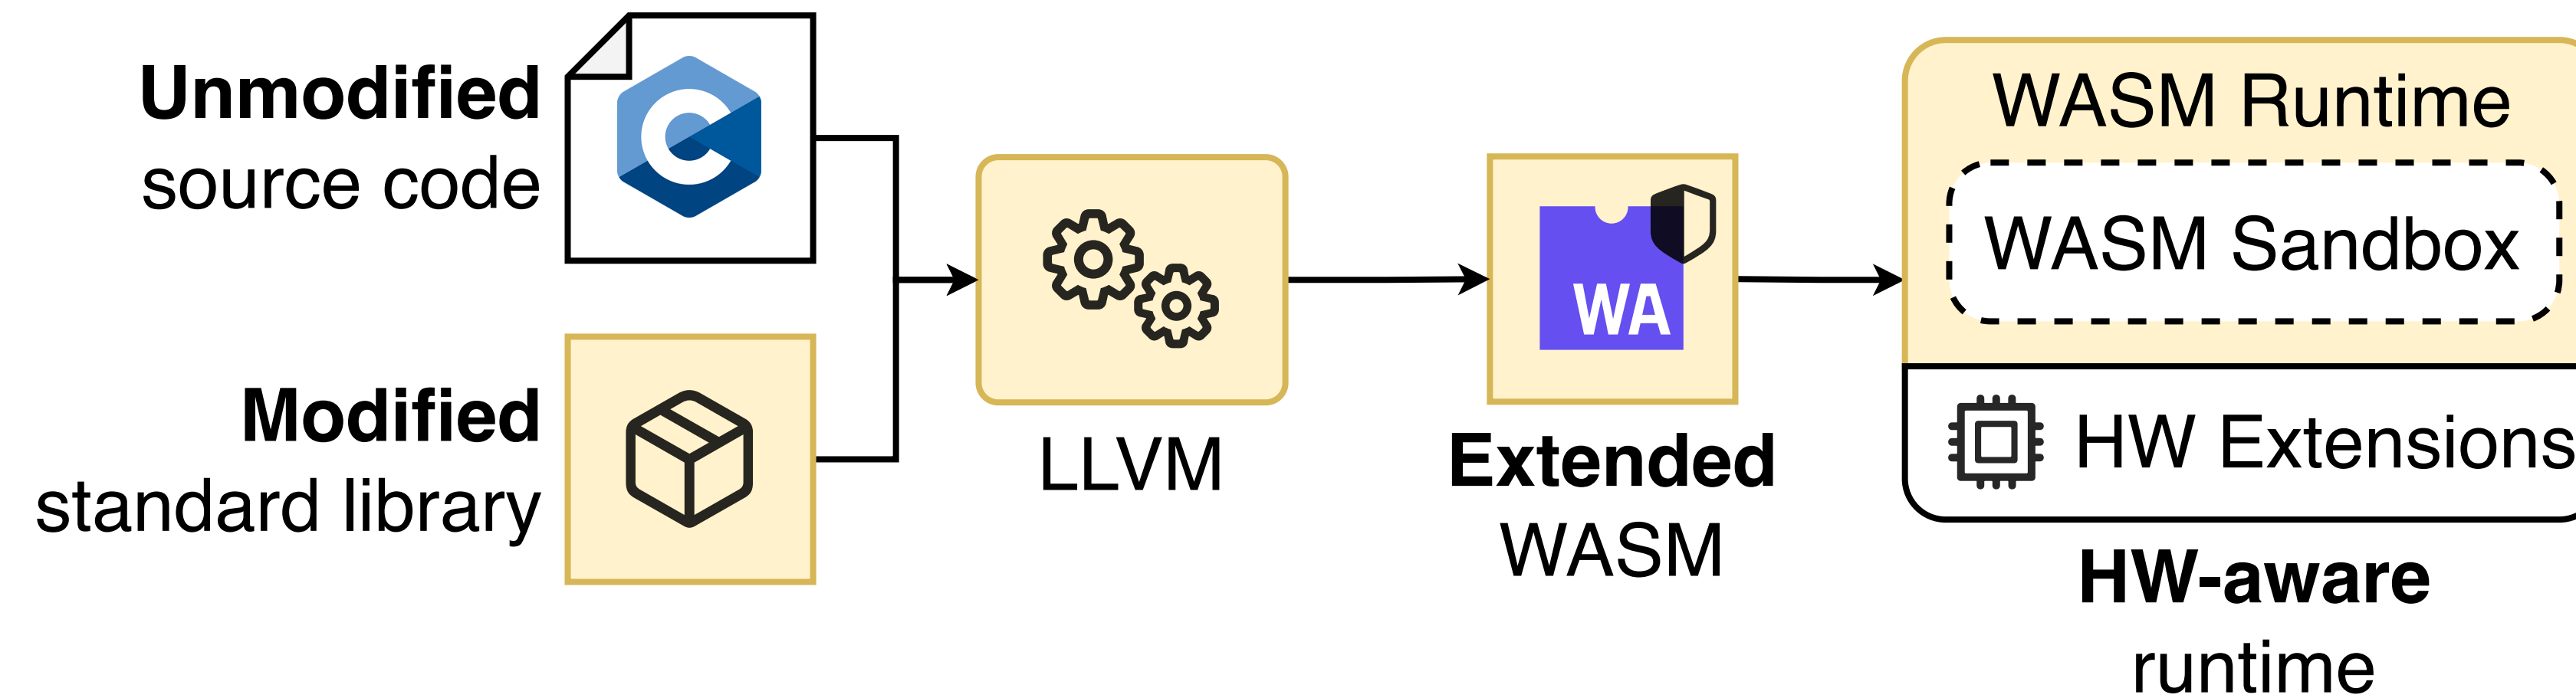 Unmodified
source code
C
Modified
standard library
LLVM
WA
Extended
WASM
WASM Runtime
WASM Sandbox
HW Extensions
HW-aware
runtime